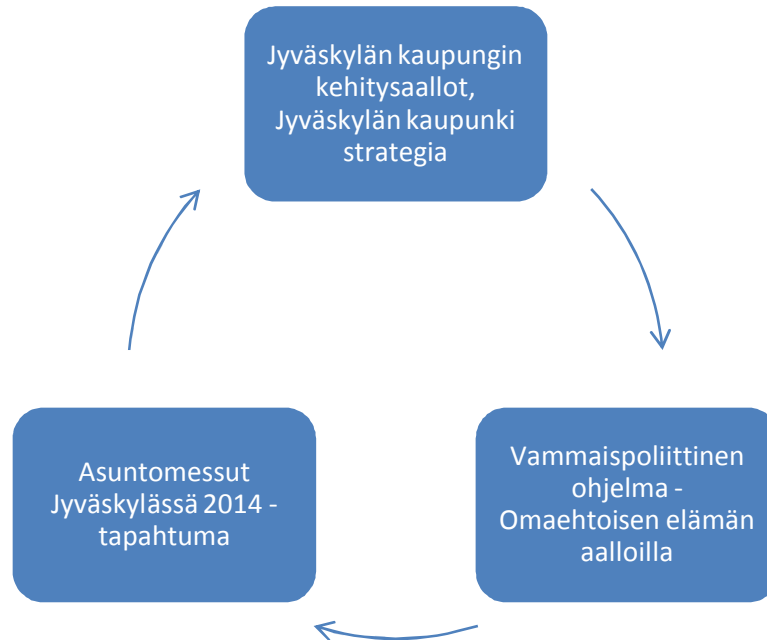 Jyväskylän kaupungin
kehitysaallot,
Jyväskylän kaupunki
strategia
Vammaispoliittinen
ohjelma -
Omaehtoisen elämän
aalloilla
Asuntomessut
Jyväskylässä 2014 -
tapahtuma